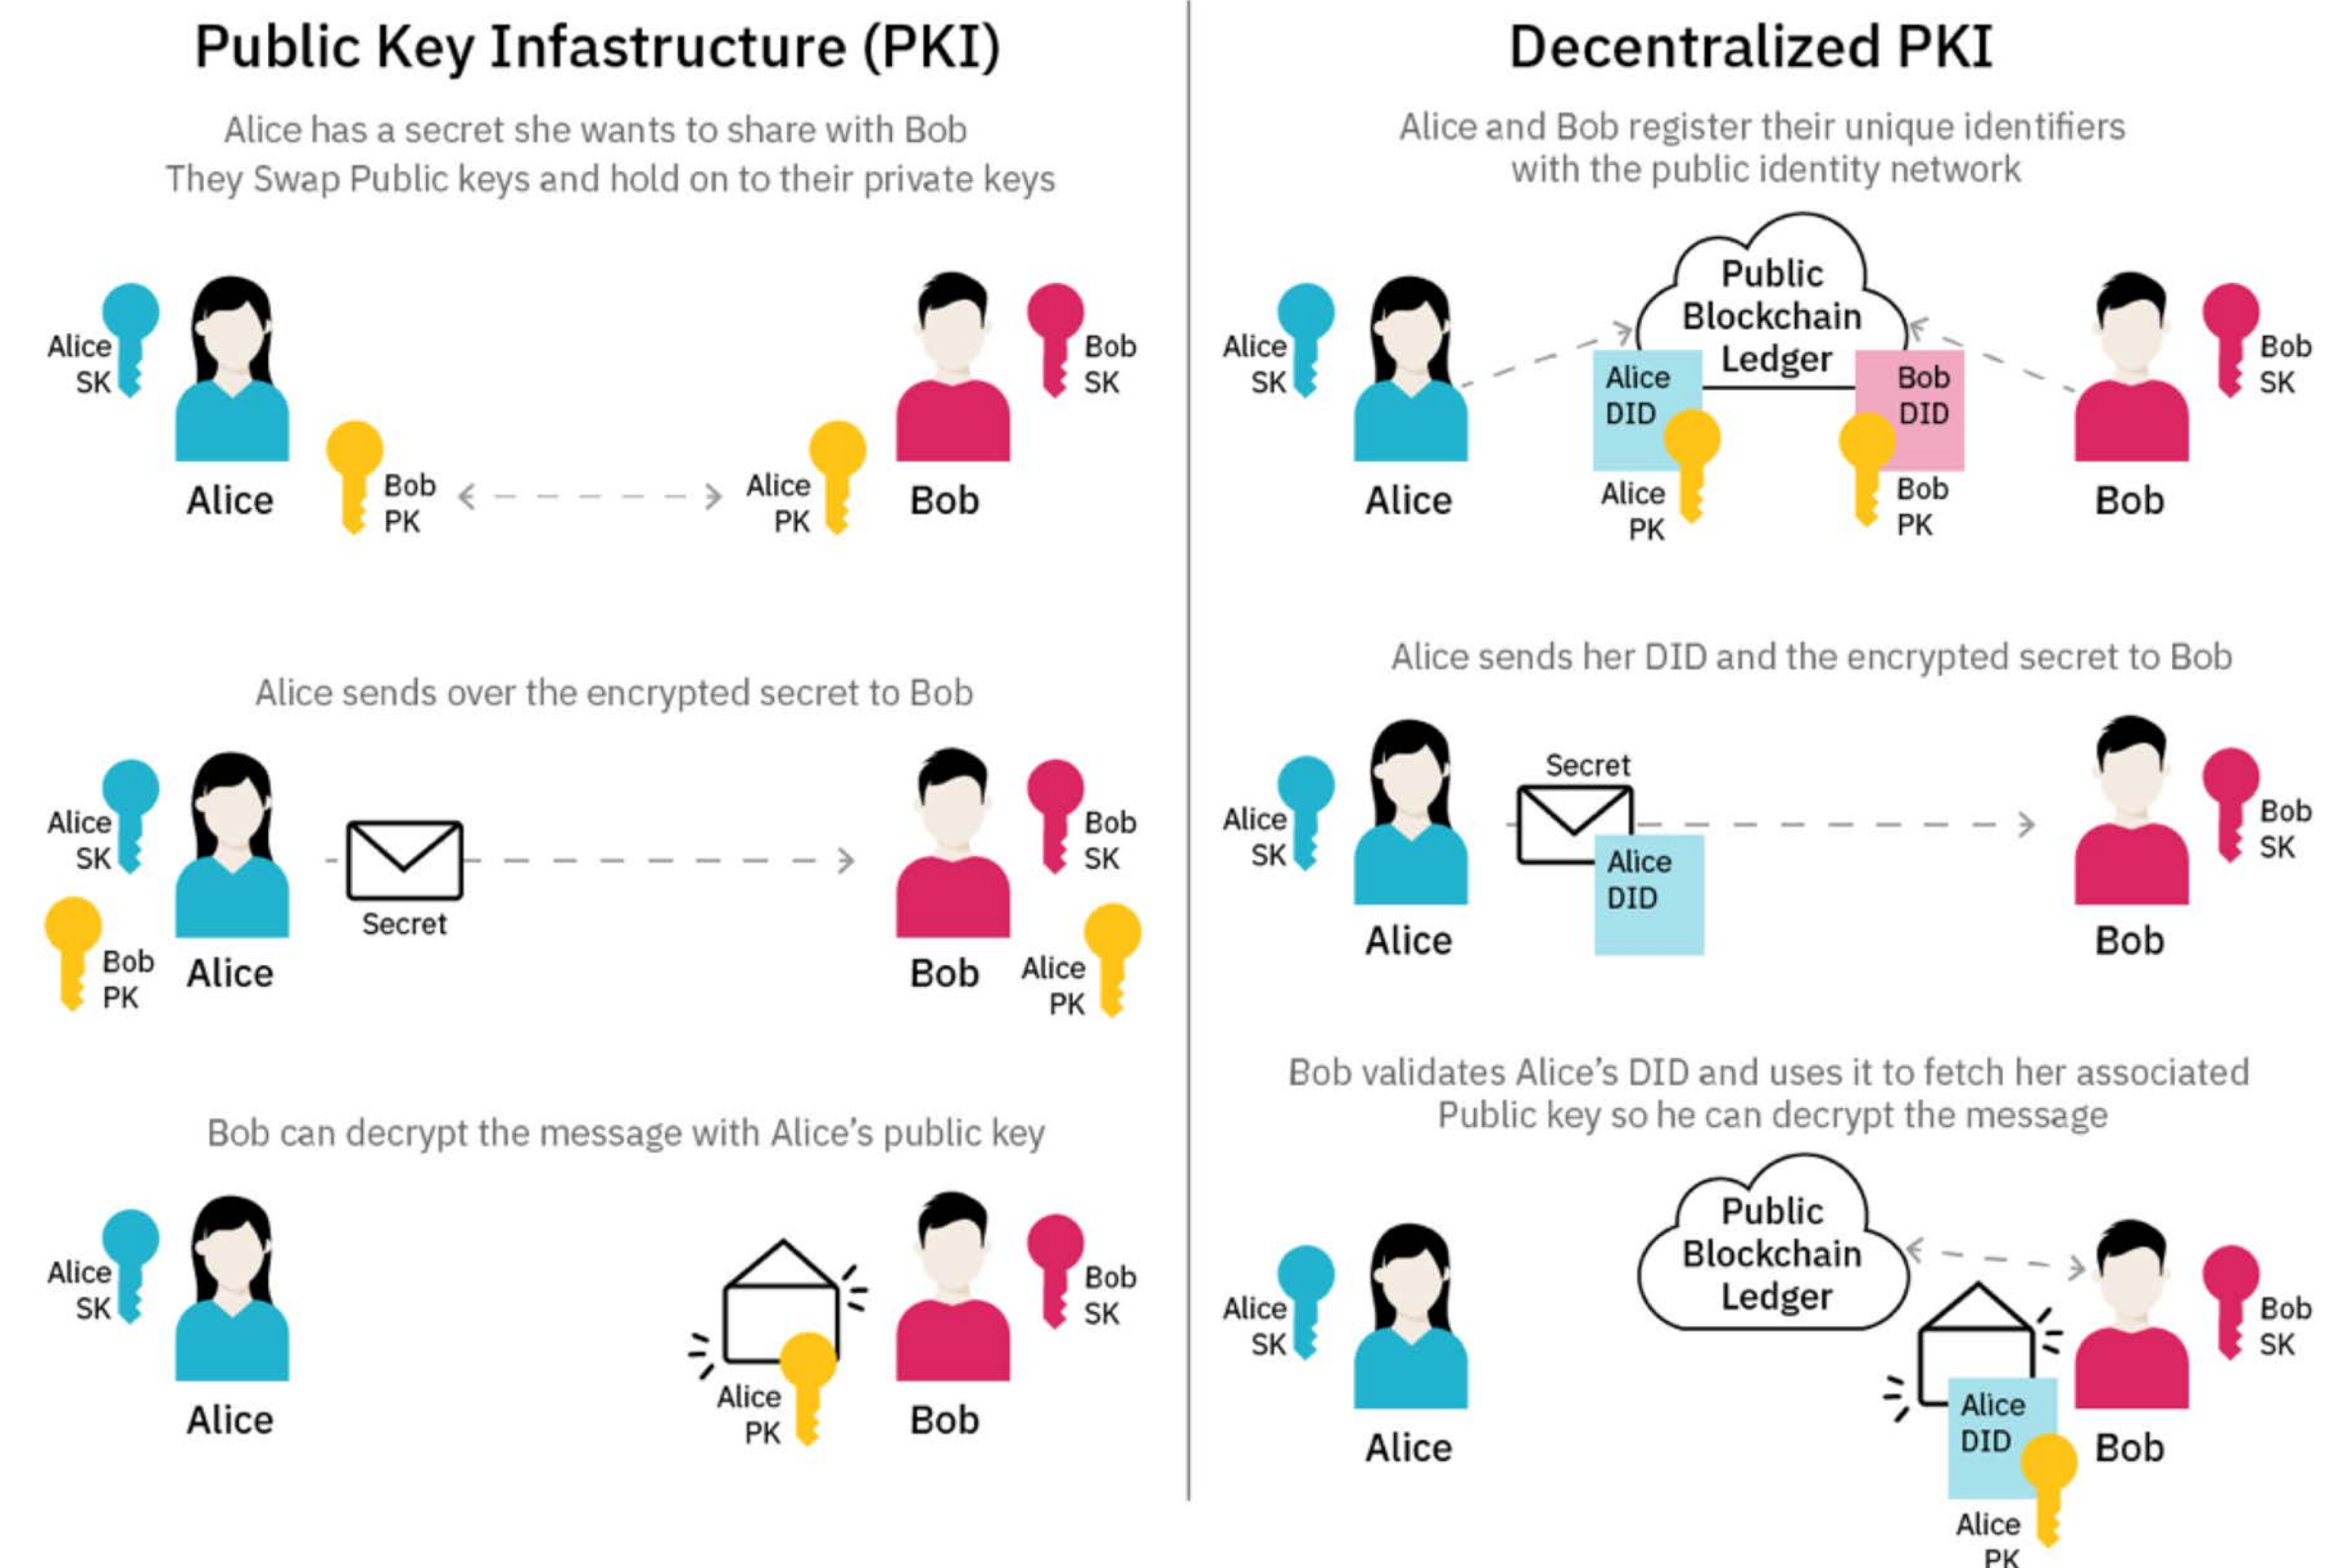 Public Key Infastructure (PKI)
Alice has a secret she wants to share with Bob
They Swap Public keys and hold on to their private keys
Alice
SK
Bob
SK
Bob
PK
Alice
PK
Alice
Bob
Alice sends over the encrypted secret to Bob
Alice
SK
Bob
SK
Secret
Bob
PK
Alice
Bob
Alice
PK
Bob can decrypt the message with Alice's public key
Alice
SK
Bob
SK
Alice
PK
Alice
Bob
Decentralized PKI
Alice and Bob register their unique identifiers
with the public identity network
Public
Blockchain
Ledger
Alice
SK
Alice
DID
Bob
DID
Bob
SK
Alice
PK
Bob
PK
Alice
Bob
Alice sends her DID and the encrypted secret to Bob
Secret
Alice
SK
Alice
DID
Bob
SK
Alice
Bob
Bob validates Alice's DID and uses it to fetch her associated
Public key so he can decrypt the message
Public
Blockchain
Ledger
Alice
SK
Bob
SK
Alice
DID
Alice
Bob
Alice
PK